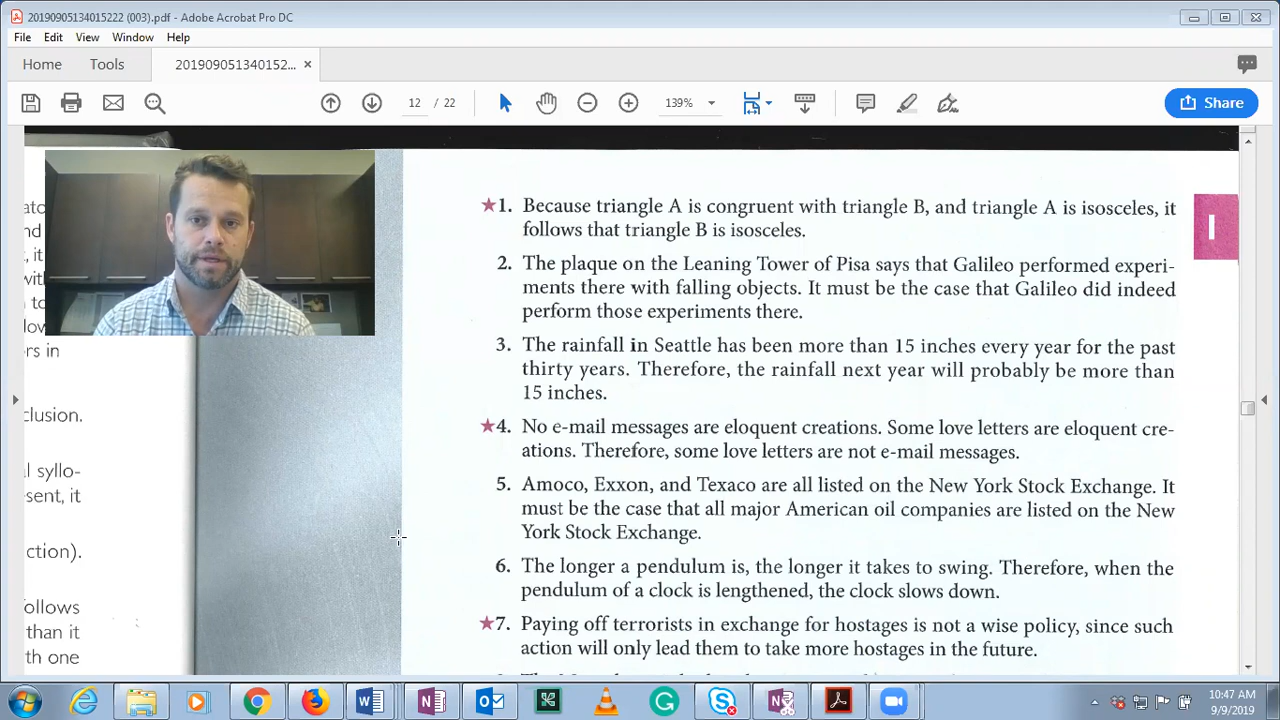 20190905134015222 (003).pdf - Adobe Acrobat Pro DC
File Edit View Window Help
Home Tools 201909051340152... ×
12 / 22 139% Share
★1. Because triangle A is congruent with triangle B, and triangle A is isosceles, it
follows that triangle B is isosceles.
2. The plaque on the Leaning Tower of Pisa says that Galileo performed experi-
ments there with falling objects. It must be the case that Galileo did indeed
perform those experiments there.
3. The rainfall in Seattle has been more than 15 inches every year for the past
thirty years. Therefore, the rainfall next year will probably be more than
15 inches.
★4. No e-mail messages are eloquent creations. Some love letters are eloquent cre-
ations. Therefore, some love letters are not e-mail messages.
5. Amoco, Exxon, and Texaco are all listed on the New York Stock Exchange. It
must be the case that all major American oil companies are listed on the New
York Stock Exchange.
6. The longer a pendulum is, the longer it takes to swing. Therefore, when the
pendulum of a clock is lengthened, the clock slows down.
★7. Paying off terrorists in exchange for hostages is not a wise policy, since such
action will only lead them to take more hostages in the future.
I
ers in
clusion.
al syllo-
esent, it
ction).
follows
than it
th one
10:47 AM
9/9/2019